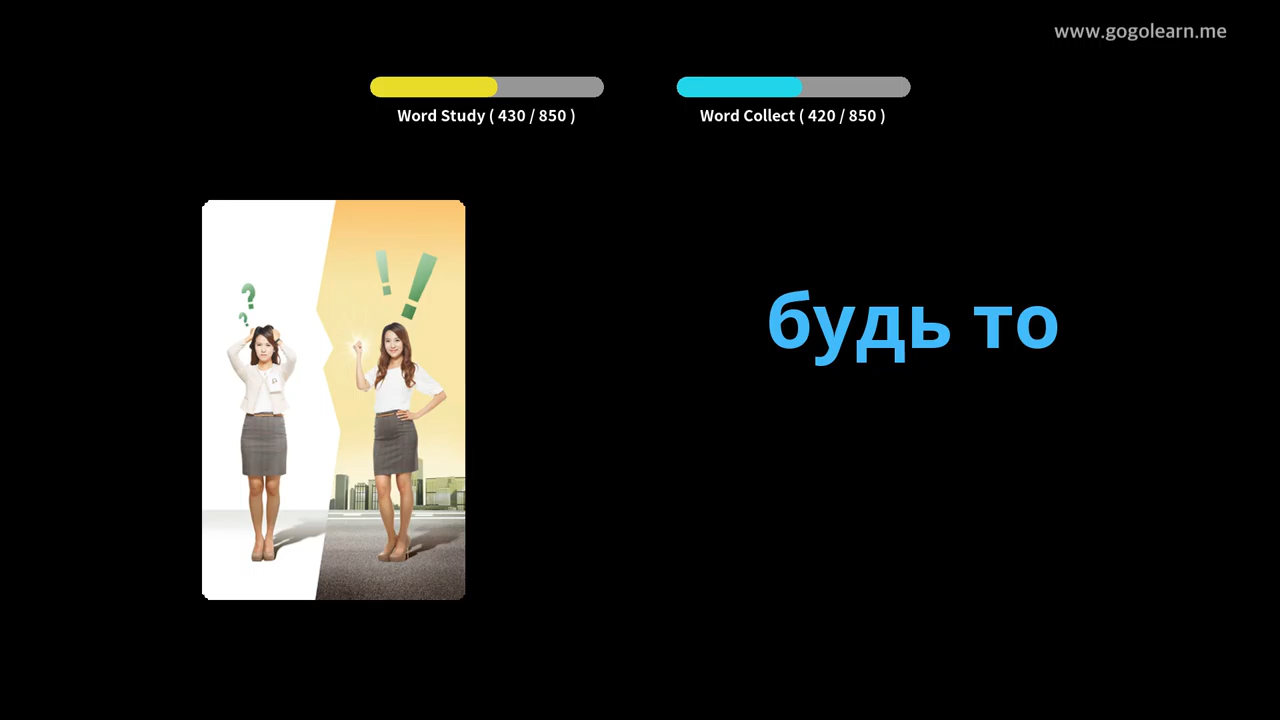 www.gogolearn.me
Word Study ( 430 / 850 )
Word Collect ( 420 / 850 )
? ?
! !
будь то